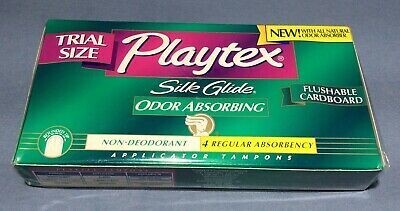 TRIAL
SIZE
Playtex
NEW! WITH ALL NATURAL
ODOR ABSORBER
Silk Glide
ODOR ABSORBING
FLUSHABLE
CARDBOARD
NON-DEODORANT
4 REGULAR ABSORBENCY
APPLICATOR TAMPONS